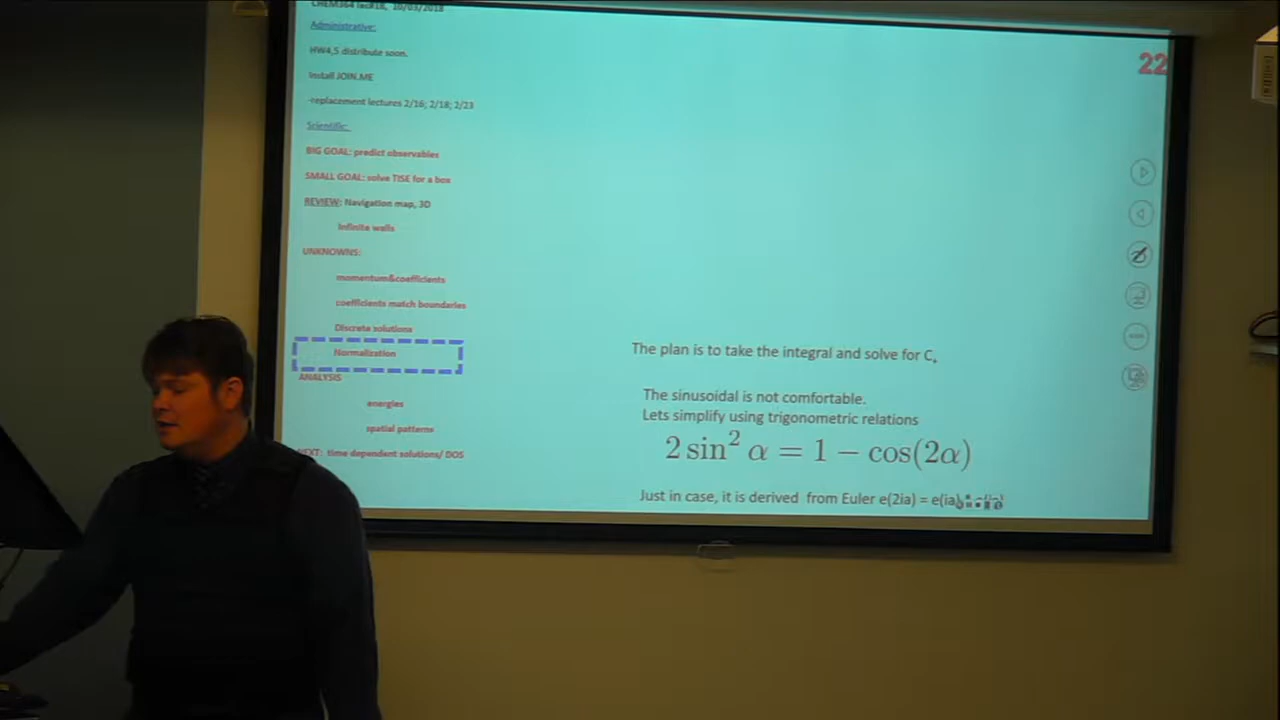 CHEM364 lec#18, 10/03/2018
Administrative:
HW4,5 distribute soon.
Install JOIN.ME
-replacement lectures 2/16; 2/18; 2/23
Scientific:
BIG GOAL: predict observables
SMALL GOAL: solve TISE for a box
REVIEW: Navigation map, 3D
Infinite walls
UNKNOWNS:
momentum&coefficients
coefficients match boundaries
Discrete solutions
Normalization
ANALYSIS
energies
spatial patterns
NEXT: time dependent solutions/ DOS
22
The plan is to take the integral and solve for C+
The sinusoidal is not comfortable.
Lets simplify using trigonometric relations
2 sin² α = 1 − cos(2α)
Just in case, it is derived from Euler e(2ia) = e(ia)